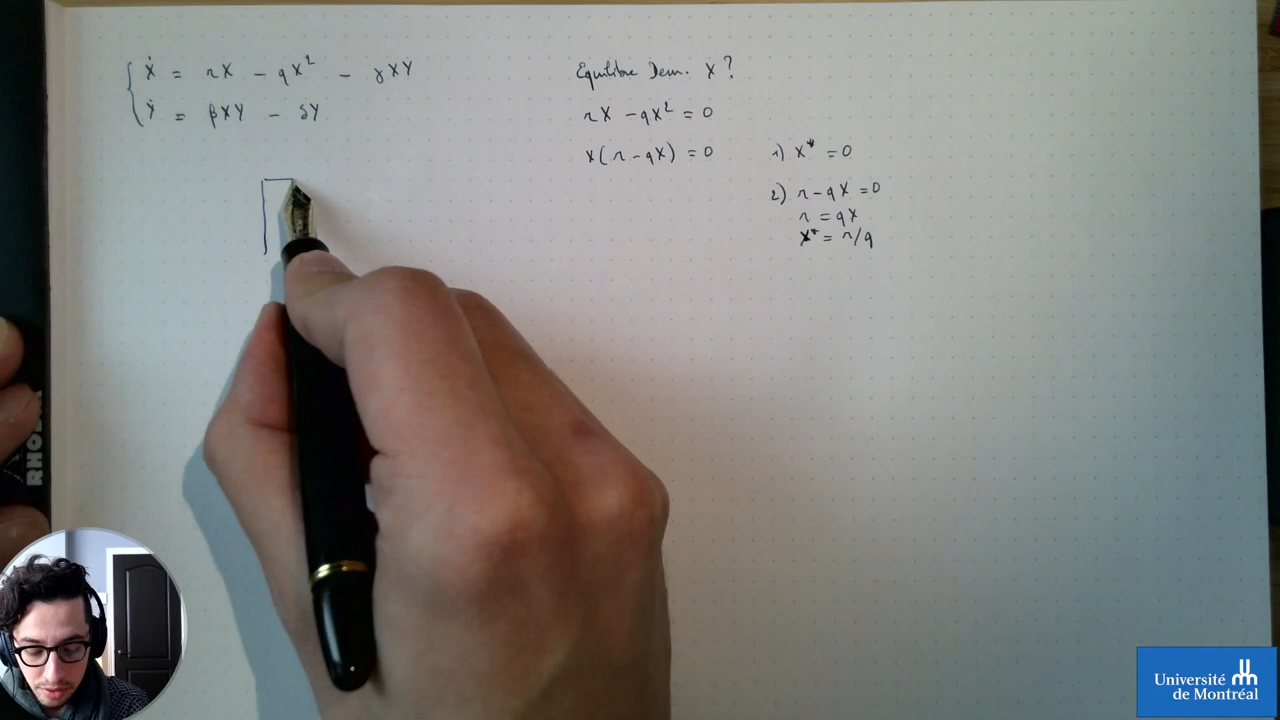 Ẋ = rX - qX² - γXY
Ẏ = βXY - δY
Equilibre Dem. X?
rX - qX² = 0
X(r - qX) = 0
1) X* = 0
2) r - qX = 0
r = qX
X* = r/q
RHO
Université
de Montréal